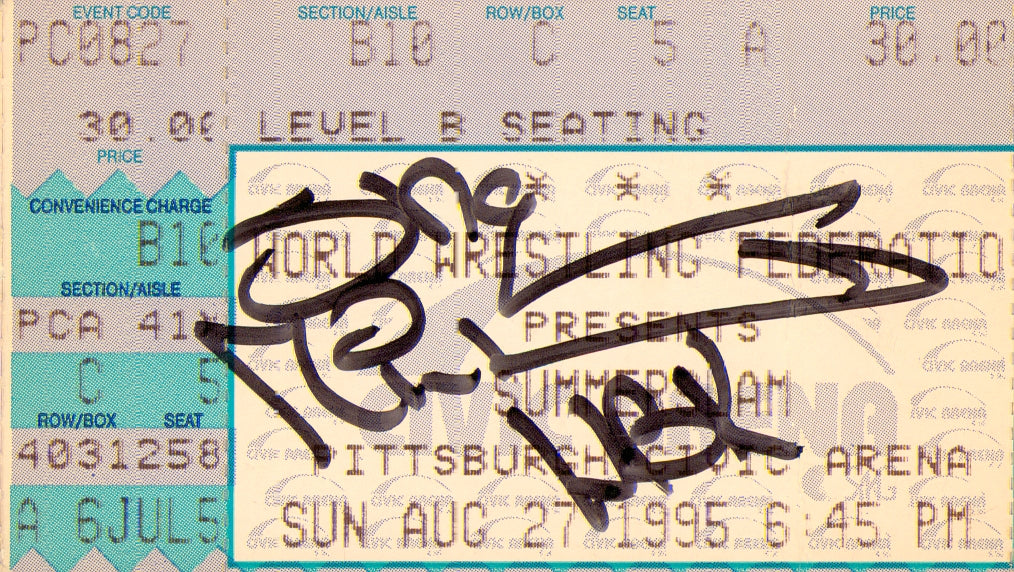 EVENT CODE SECTION/AISLE ROW/BOX SEAT PRICE
PC0827 B10 C 5 A 30.00
30.00 LEVEL B SEATING
PRICE
* * *
CONVENIENCE CHARGE
B10 WORLD WRESTLING FEDERATIO
SECTION/AISLE
PCA 41X PRESENTS
C 5 SUMMERSLAM
ROW/BOX SEAT
4031258 PITTSBURGH CIVIC ARENA
A 6JUL5 SUN AUG 27 1995 6:45 PM